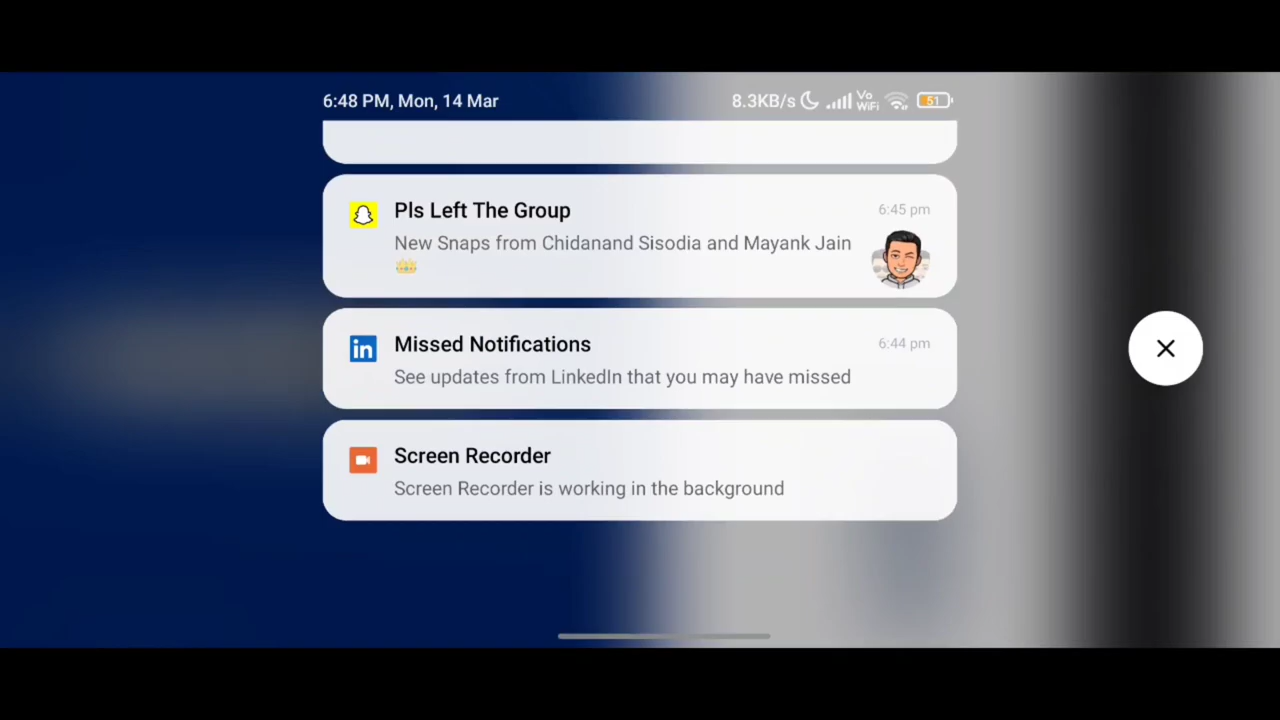 6:48 PM, Mon, 14 Mar 8.3KB/s Vo WiFi 51
Pls Left The Group 6:45 pm
New Snaps from Chidanand Sisodia and Mayank Jain
👑
in Missed Notifications 6:44 pm
See updates from LinkedIn that you may have missed
Screen Recorder
Screen Recorder is working in the background